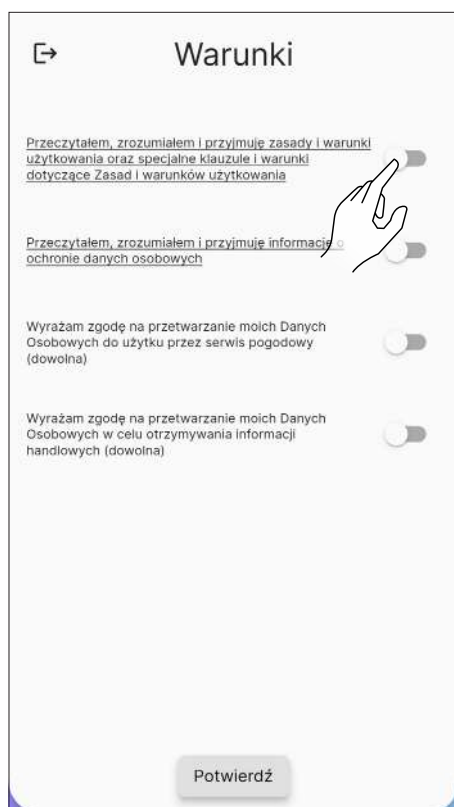 Warunki
Przeczytałem, zrozumiałem i przyjmuję zasady i warunki
użytkowania oraz specjalne klauzule i warunki
dotyczące Zasad i warunków użytkowania
Przeczytałem, zrozumiałem i przyjmuję informację o
ochronie danych osobowych
Wyrażam zgodę na przetwarzanie moich Danych
Osobowych do użytku przez serwis pogodowy
(dowolna)
Wyrażam zgodę na przetwarzanie moich Danych
Osobowych w celu otrzymywania informacji
handlowych (dowolna)
Potwierdź